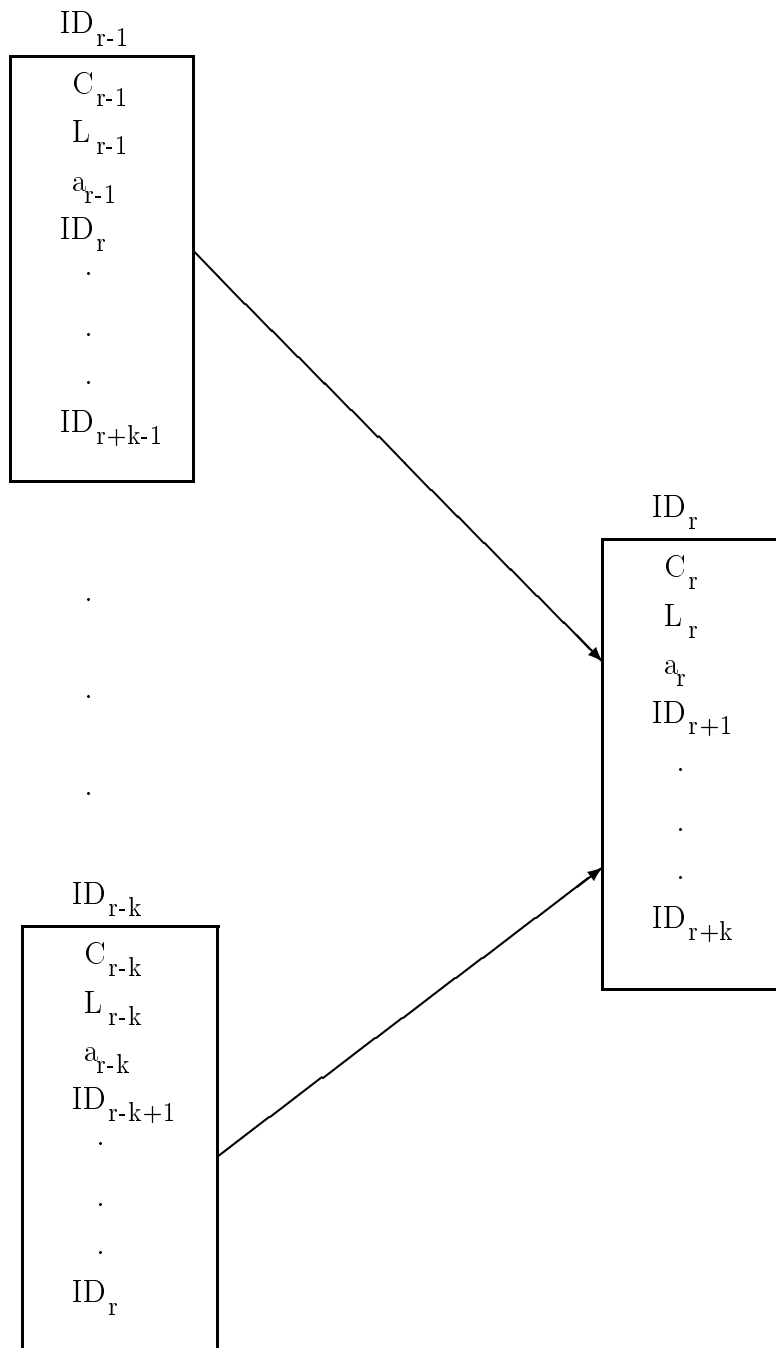 ID_{r-1}
C_{r-1}
L_{r-1}
a_{r-1}
ID_r
.
.
.
ID_{r+k-1}
.
.
.
ID_{r-k}
C_{r-k}
L_{r-k}
a_{r-k}
ID_{r-k+1}
.
.
.
ID_r
ID_r
C_r
L_r
a_r
ID_{r+1}
.
.
.
ID_{r+k}